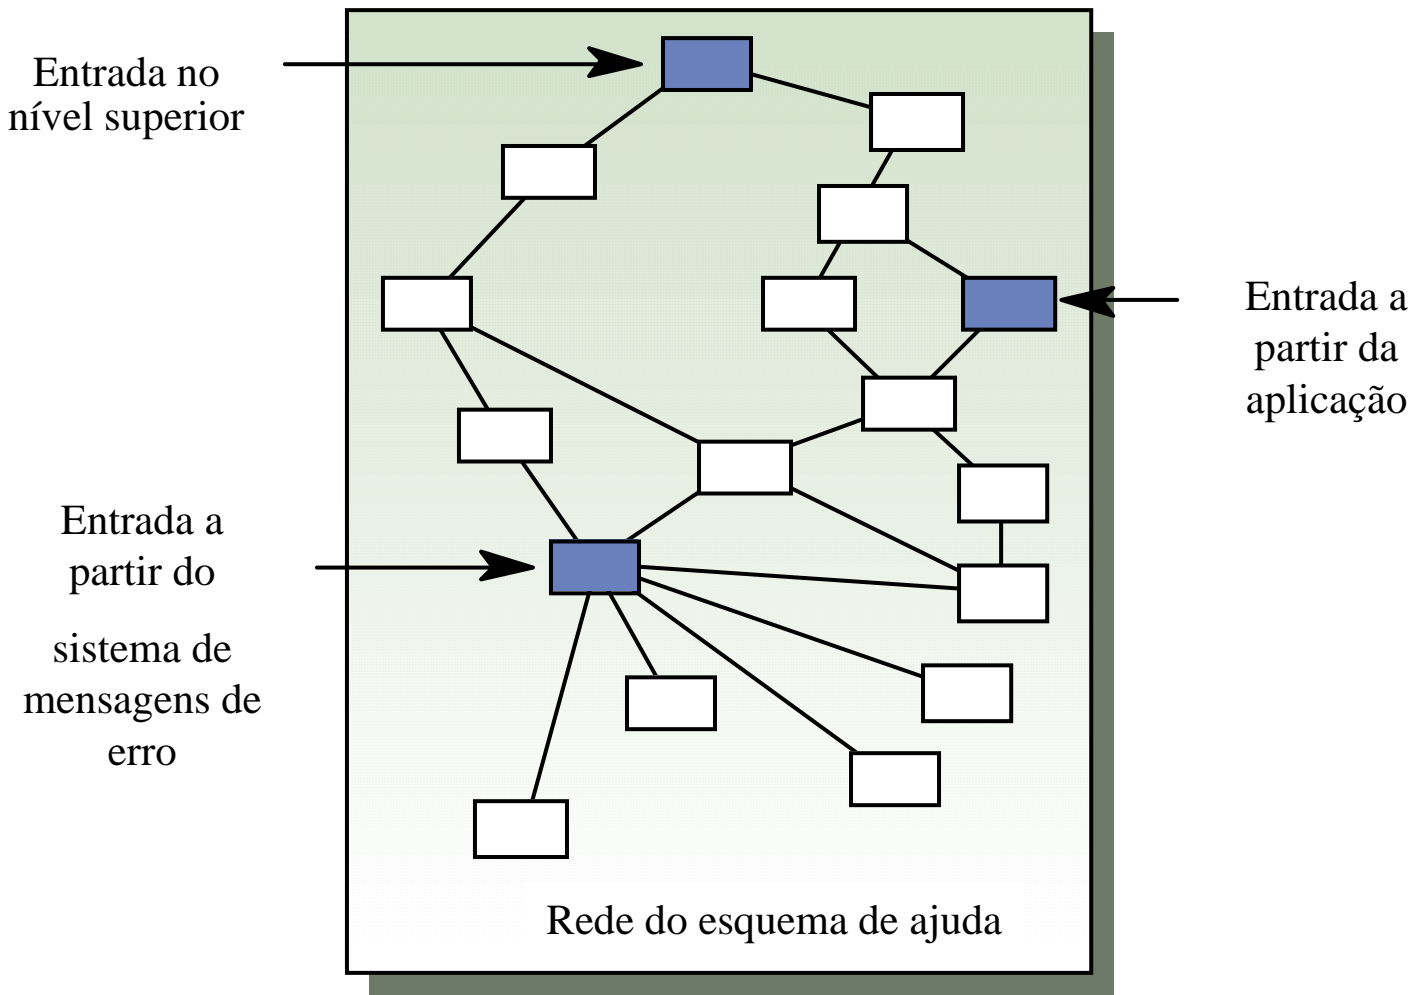 Entrada no
nível superior
Entrada a
partir da
aplicação
Entrada a
partir do
sistema de
mensagens de
erro
Rede do esquema de ajuda